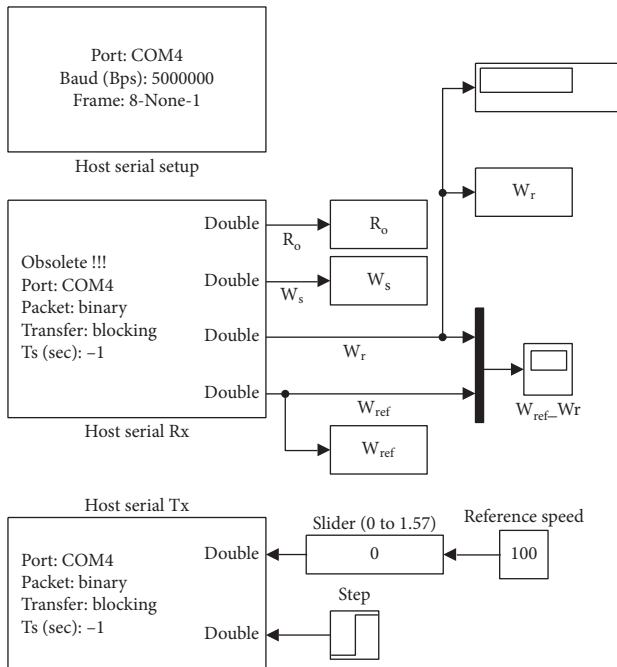 Port: COM4
Baud (Bps): 5000000
Frame: 8-None-1
Host serial setup
Obsolete !!!
Port: COM4
Packet: binary
Transfer: blocking
Ts (sec): –1
Double
Double
Double
Double
Host serial Rx
R_o
R_o
W_s
W_s
W_r
W_r
W_ref
W_ref
W_ref_Wr
Host serial Tx
Port: COM4
Packet: binary
Transfer: blocking
Ts (sec): –1
Double
Double
Slider (0 to 1.57)
0
Reference speed
100
Step